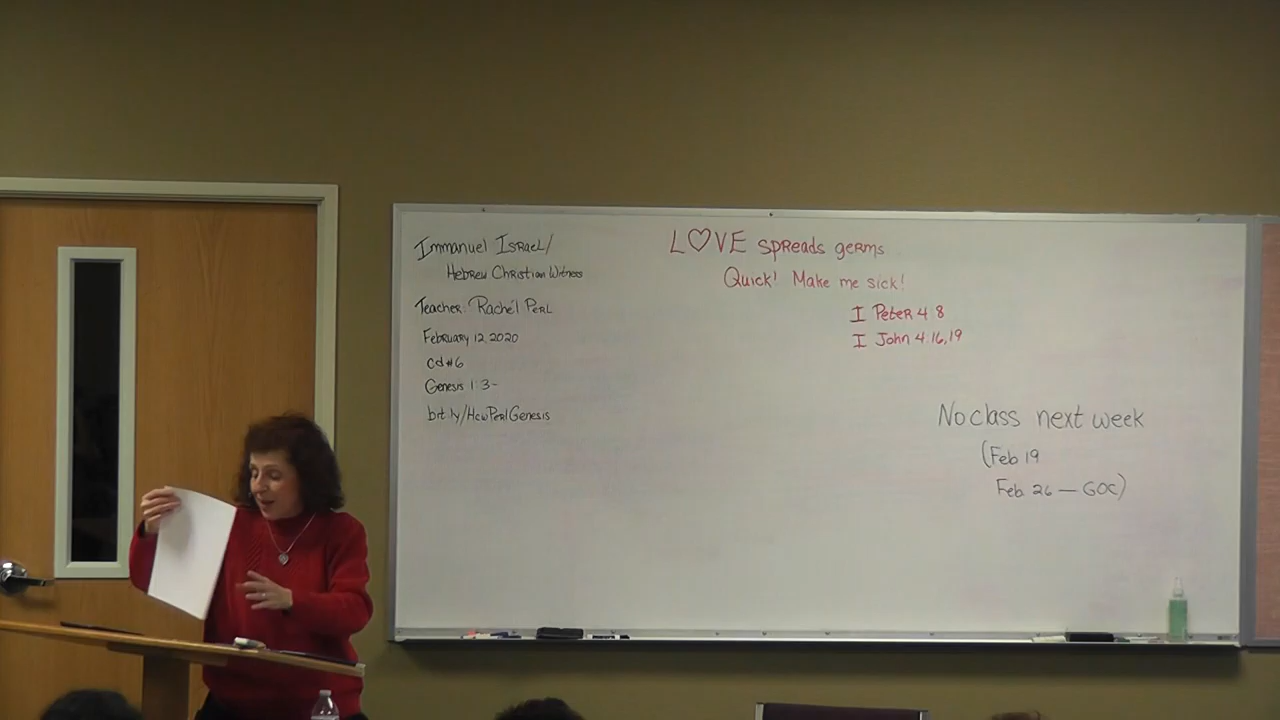 Immanuel Israel/
Hebrew Christian Witness
Teacher: Rachel Perl
February 12, 2020
cd#6
Genesis 1:3-
bit.ly/HcwPerlGenesis
L♡VE spreads germs
Quick! Make me sick!
I Peter 4:8
I John 4:16,19
No class next week
(Feb 19
Feb. 26 — GOC)